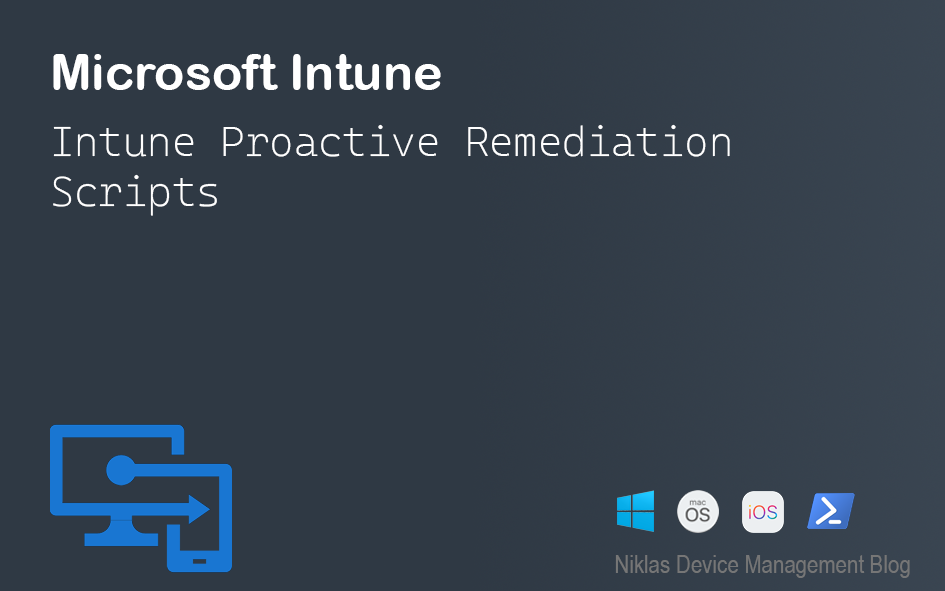 Microsoft Intune
Intune Proactive Remediation
Scripts
mac
OS
iOS
Niklas Device Management Blog